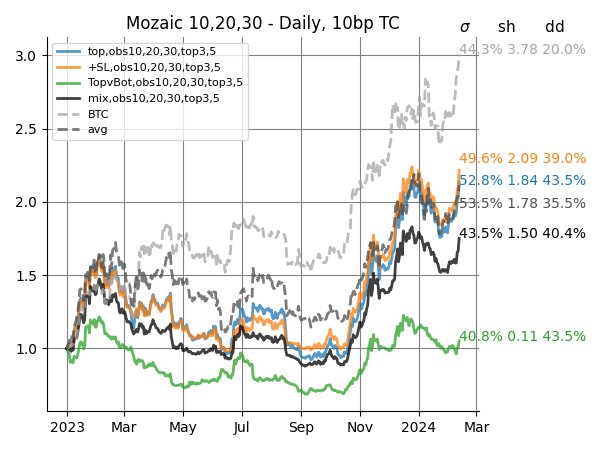 Mozaic 10,20,30 - Daily, 10bp TC
σ sh dd
3.0
2.5
2.0
1.5
1.0
top,obs10,20,30,top3,5
+SL,obs10,20,30,top3,5
TopvBot,obs10,20,30,top3,5
mix,obs10,20,30,top3,5
BTC
avg
44.3% 3.78 20.0%
49.6% 2.09 39.0%
52.8% 1.84 43.5%
53.5% 1.78 35.5%
43.5% 1.50 40.4%
40.8% 0.11 43.5%
2023 Mar May Jul Sep Nov 2024 Mar